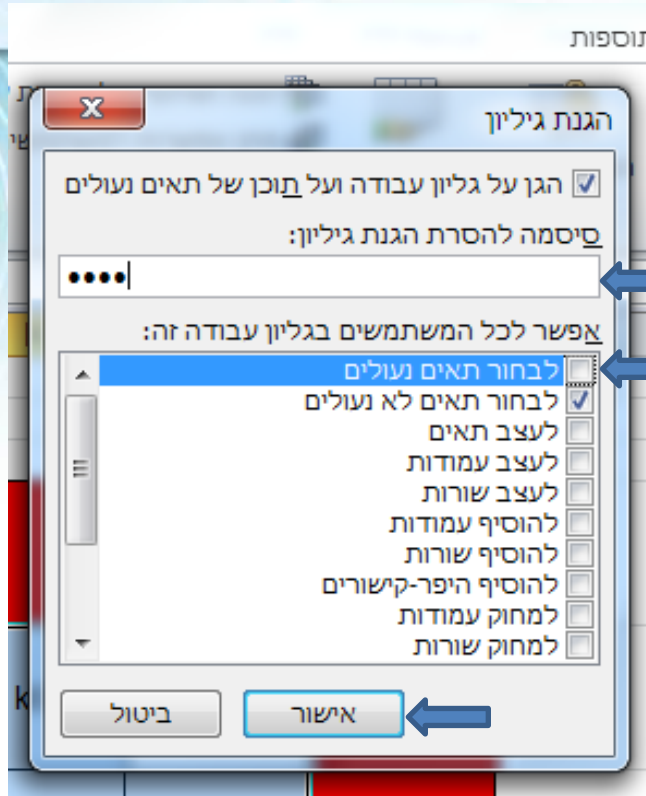 תוספות
הגנת גיליון
הגן על גליון עבודה ועל תוכן של תאים נעולים
סיסמה להסרת הגנת גיליון:
••••
אפשר לכל המשתמשים בגליון עבודה זה:
לבחור תאים נעולים
לבחור תאים לא נעולים
לעצב תאים
לעצב עמודות
לעצב שורות
להוסיף עמודות
להוסיף שורות
להוסיף היפר-קישורים
למחוק עמודות
למחוק שורות
אישור
ביטול